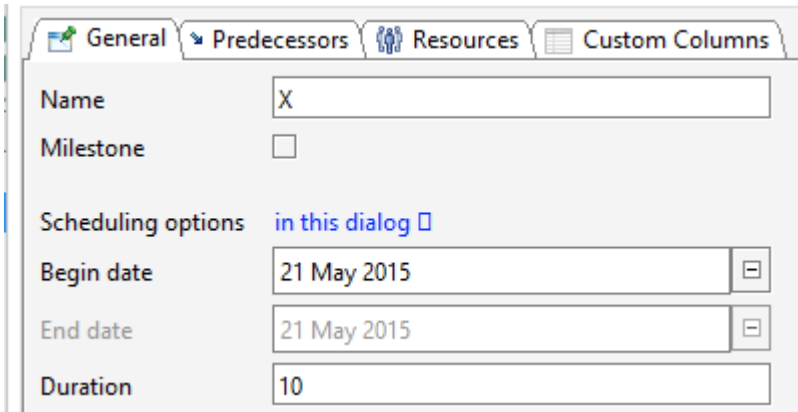 General Predecessors Resources Custom Columns
Name X
Milestone
Scheduling options in this dialog
Begin date 21 May 2015
End date 21 May 2015
Duration 10